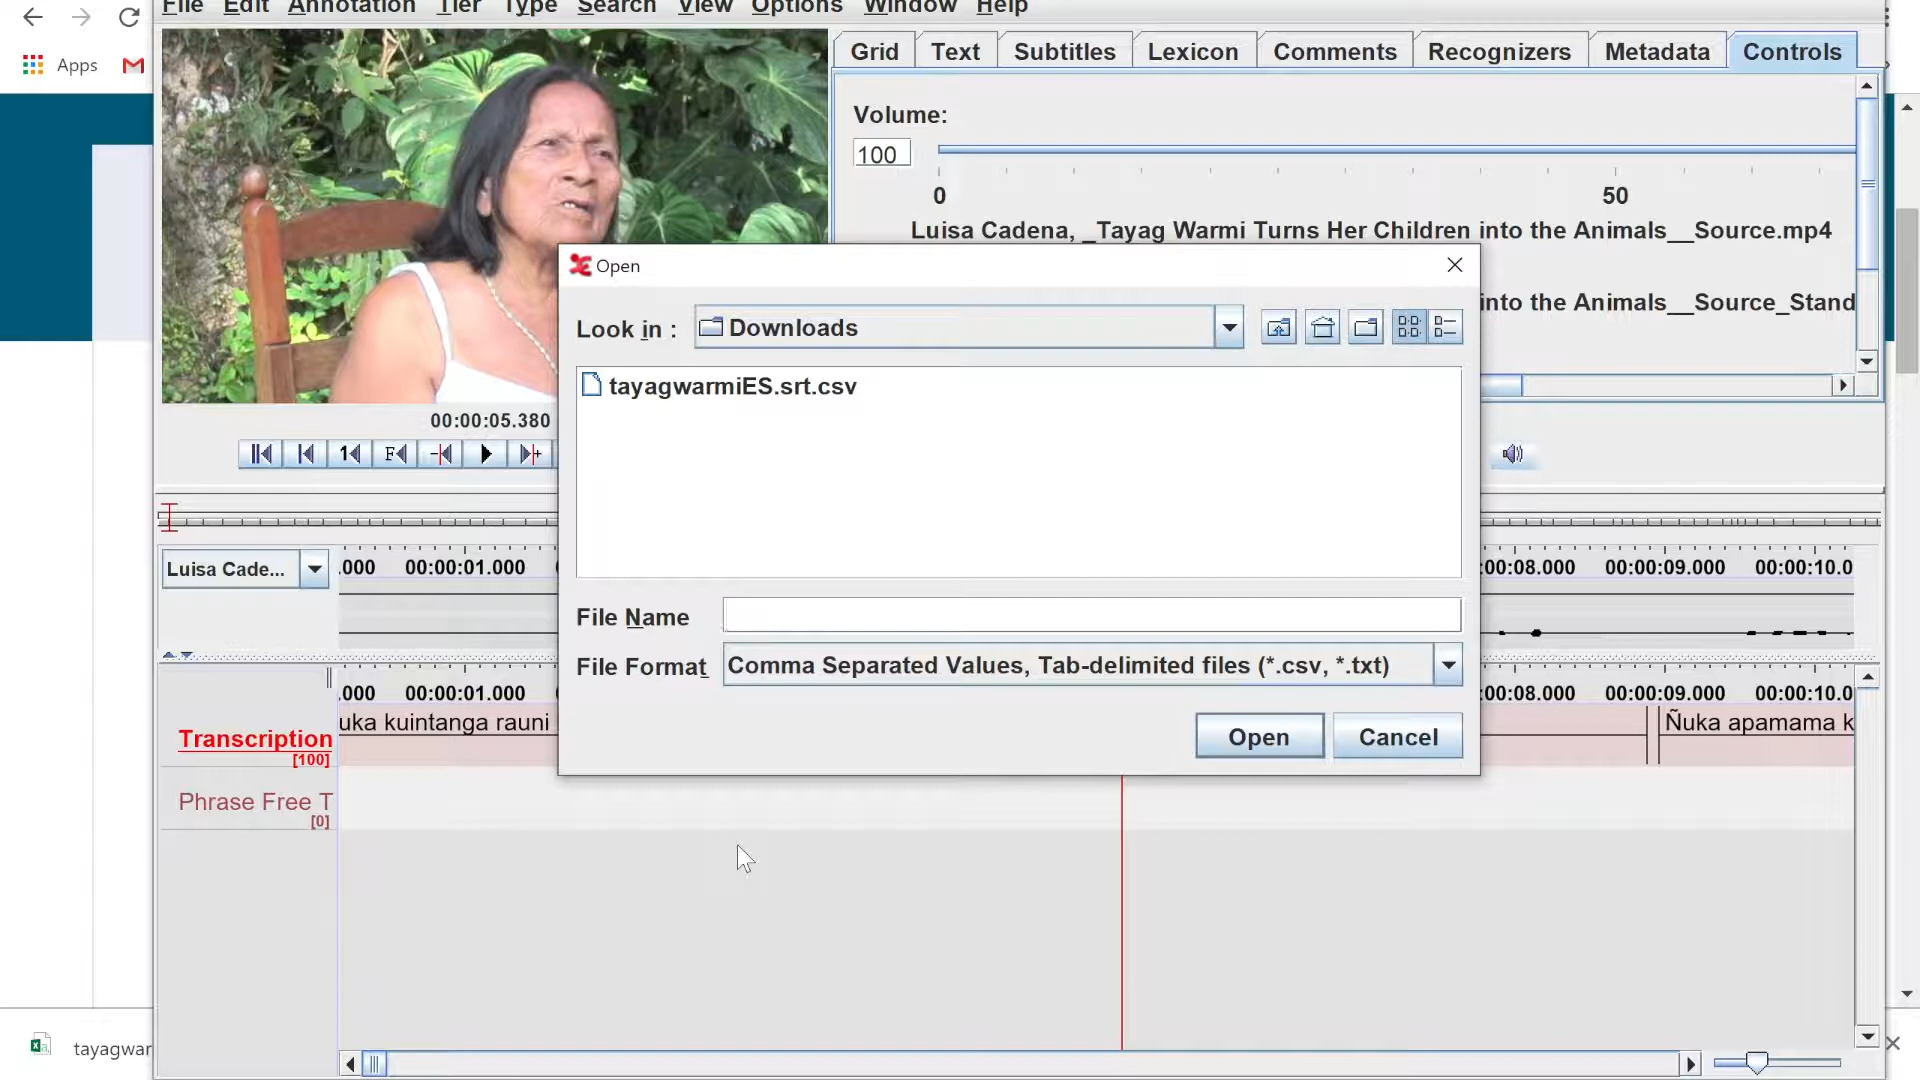 File Edit Annotation Tier Type Search View Options Window Help
Apps
Grid Text Subtitles Lexicon Comments Recognizers Metadata Controls
Volume:
100
0 50
Luisa Cadena, _Tayag Warmi Turns Her Children into the Animals__Source.mp4
into the Animals__Source_Stand
00:00:05.380
Open
Look in :
Downloads
tayagwarmiES.srt.csv
File Name
File Format
Comma Separated Values, Tab-delimited files (*.csv, *.txt)
Open
Cancel
1
F
Luisa Cade...
.000 00:00:01.000 :00:08.000 00:00:09.000 00:00:10.0
.000 00:00:01.000 :00:08.000 00:00:09.000 00:00:10.0
Transcription
[100]
uka kuintanga rauni
Ñuka apamama k
Phrase Free T
[0]
tayagwar